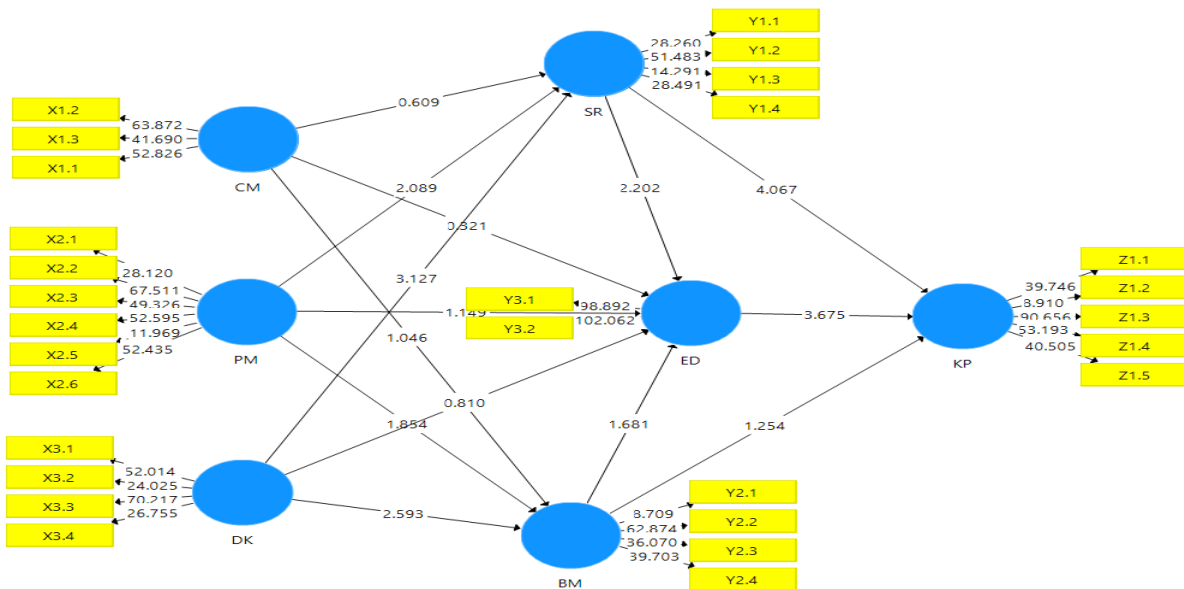 Y1.1
Y1.2
Y1.3
Y1.4
28.260
51.483
14.291
28.491
SR
X1.2
X1.3
X1.1
63.872
41.690
52.826
CM
0.609
2.089
0.321
3.127
1.046
2.202
4.067
X2.1
X2.2
X2.3
X2.4
X2.5
X2.6
28.120
67.511
49.326
52.595
11.969
52.435
PM
1.149
1.854
Y3.1
Y3.2
98.892
102.062
ED
3.675
KP
39.746
8.910
90.656
53.193
40.505
Z1.1
Z1.2
Z1.3
Z1.4
Z1.5
0.810
1.681
1.254
X3.1
X3.2
X3.3
X3.4
52.014
24.025
70.217
26.755
DK
2.593
BM
8.709
62.874
36.070
39.703
Y2.1
Y2.2
Y2.3
Y2.4